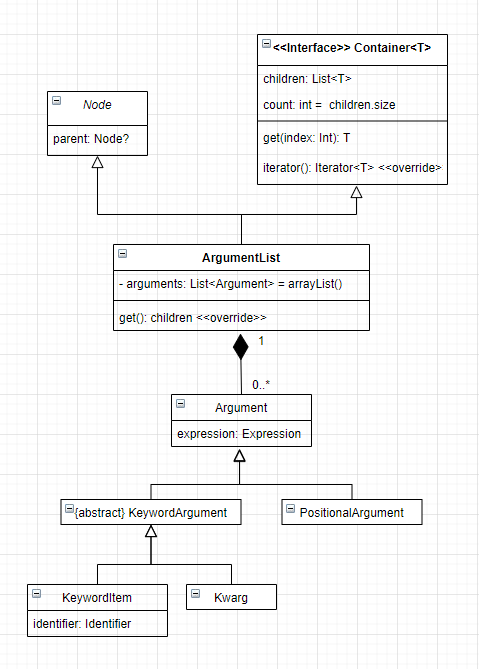 <<Interface>> Container<T>
children: List<T>
count: int = children.size
get(index: Int): T
iterator(): Iterator<T> <<override>
Node
parent: Node?
ArgumentList
- arguments: List<Argument> = arrayList()
get(): children <<override>>
1
0..*
Argument
expression: Expression
{abstract} KeywordArgument
PositionalArgument
KeywordItem
identifier: Identifier
Kwarg